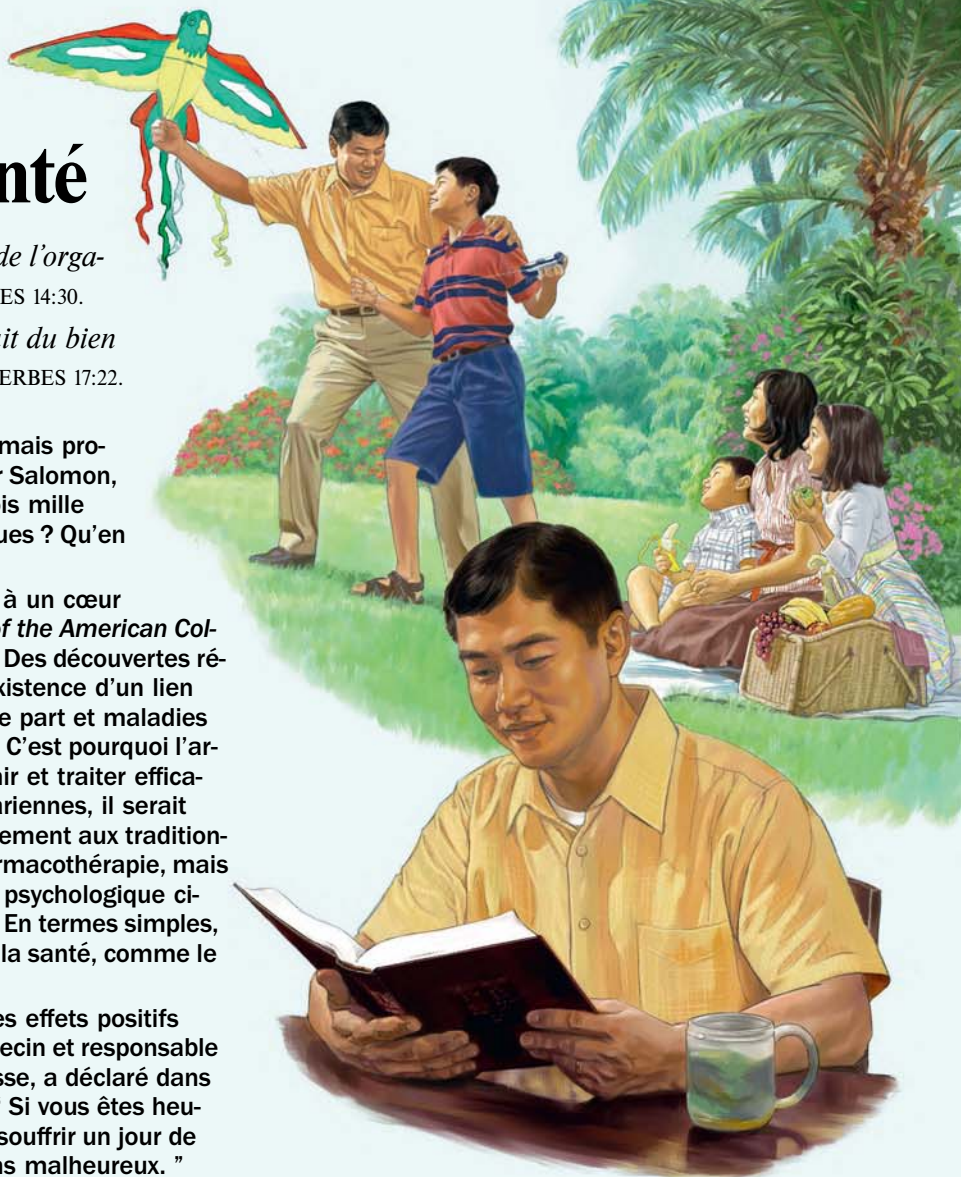 nté
de l'orga-
ES 14:30.
it du bien
ERBES 17:22.
mais pro-
r Salomon,
is mille
ues ? Qu'en
à un cœur
of the American Col-
Des découvertes ré-
xistence d'un lien
e part et maladies
C'est pourquoi l'ar-
nir et traiter effica-
ariennes, il serait
ement aux tradition-
rmacothérapie, mais
psychologique ci-
En termes simples,
la santé, comme le
es effets positifs
ecin et responsable
sse, a déclaré dans
“ Si vous êtes heu-
souffrir un jour de
ns malheureux. ”